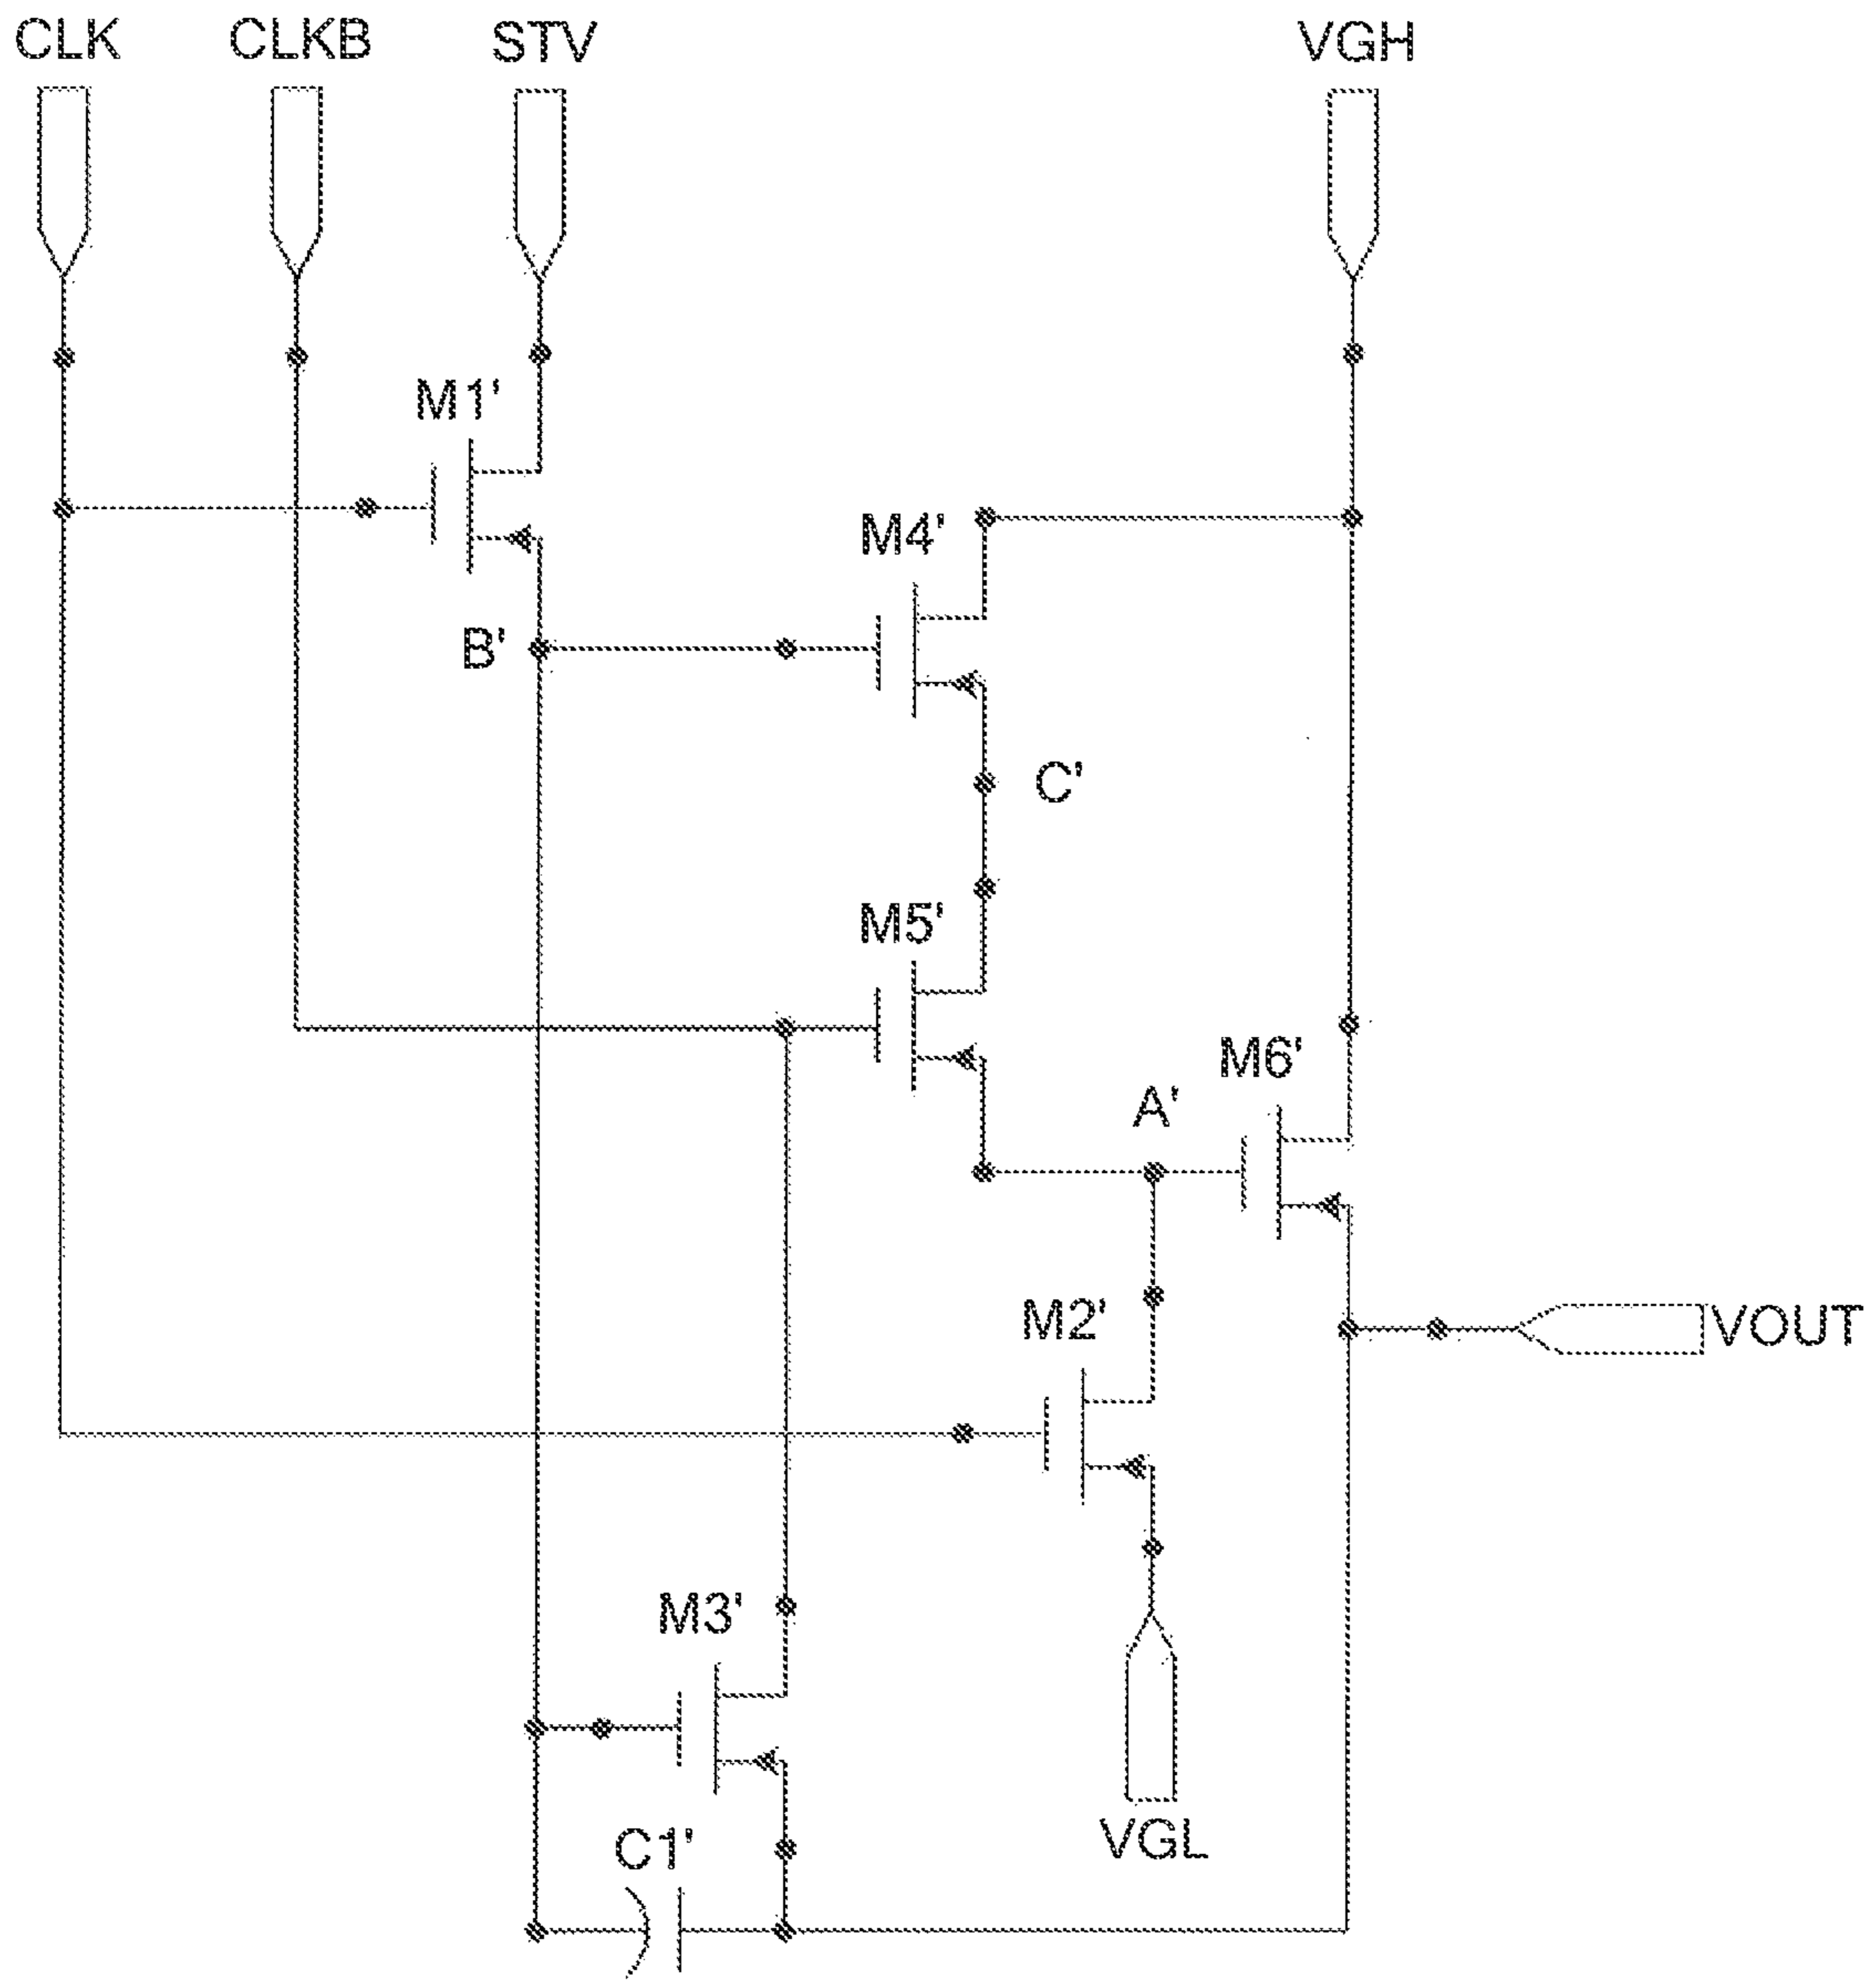 CLK CLKB STV VGH
M1'
M4'
B'
C'
M5'
M6'
A'
M2'
VOUT
M3'
VGL
C1'